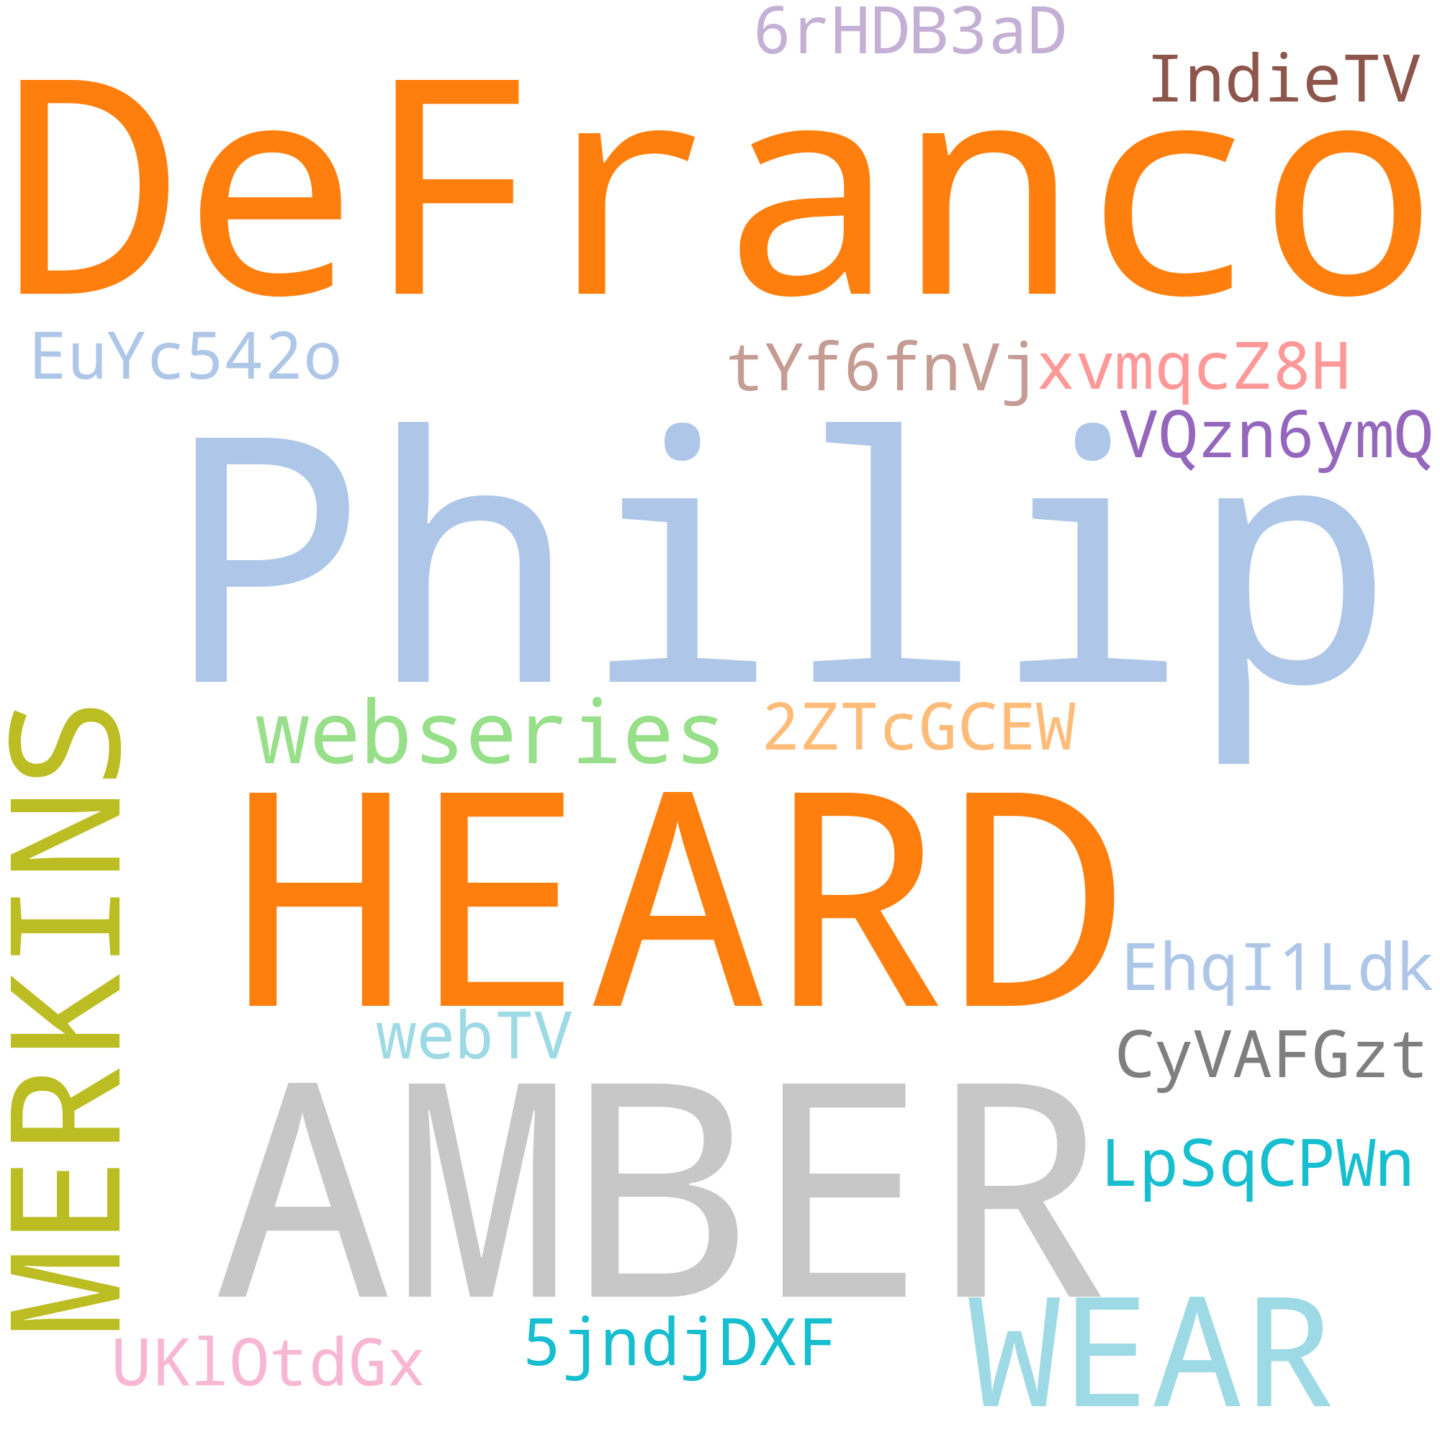 6rHDB3aD
IndieTV
DeFranco
EuYc542o
tYf6fnVj
xvmqcZ8H
VQzn6ymQ
Philip
webseries
2ZTcGCEW
MERKINS
HEARD
EhqI1Ldk
webTV
CyVAFGzt
AMBER
LpSqCPWn
WEAR
5jndjDXF
UKlOtdGx